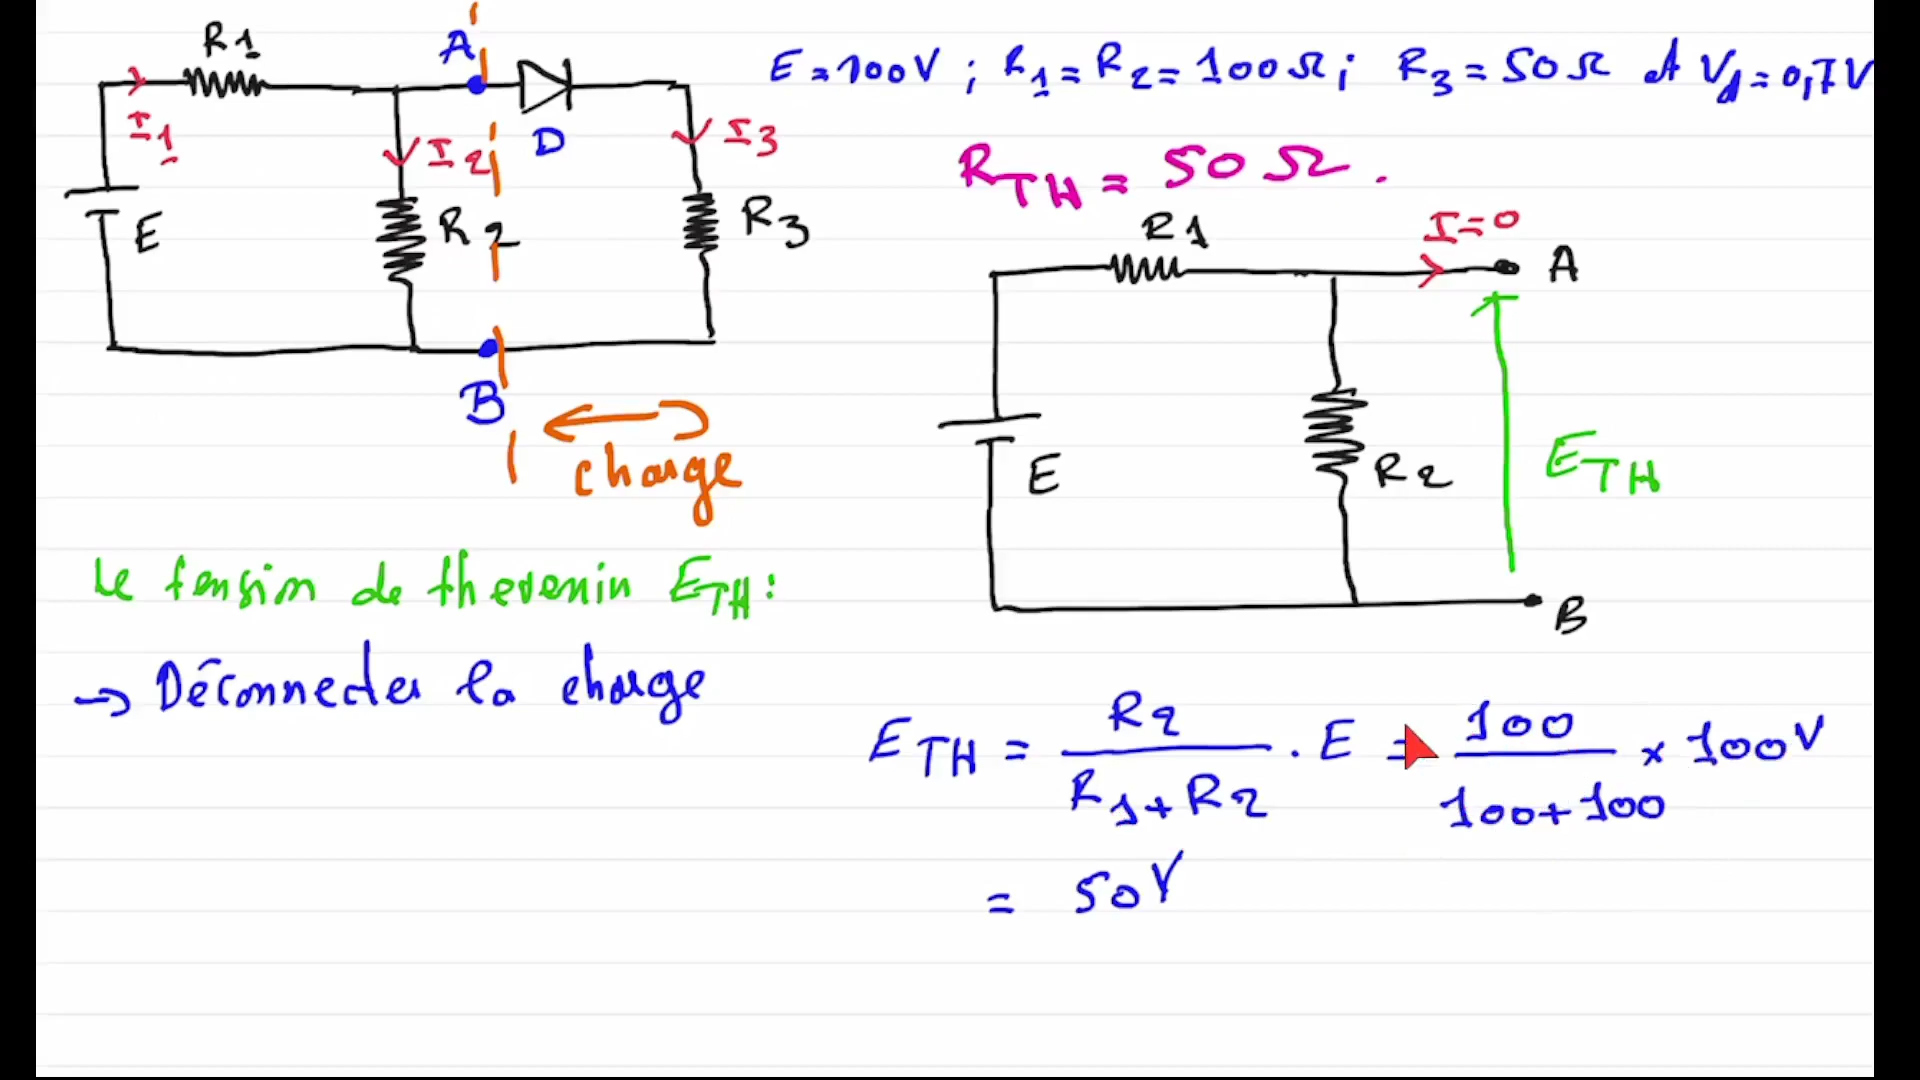 R1
A
E = 100V ; R1 = R2 = 100Ω ; R3 = 50Ω et Vd = 0,7V
I1
I2
D
I3
RTH = 50Ω.
E
R2
R3
R1
I=0
A
B
charge
E
R2
ETH
Le tension de thevenin ETH :
B
→ Déconnecter la charge
ETH = R2 / R1+R2 . E = 100 / 100+100 × 100V
= 50V